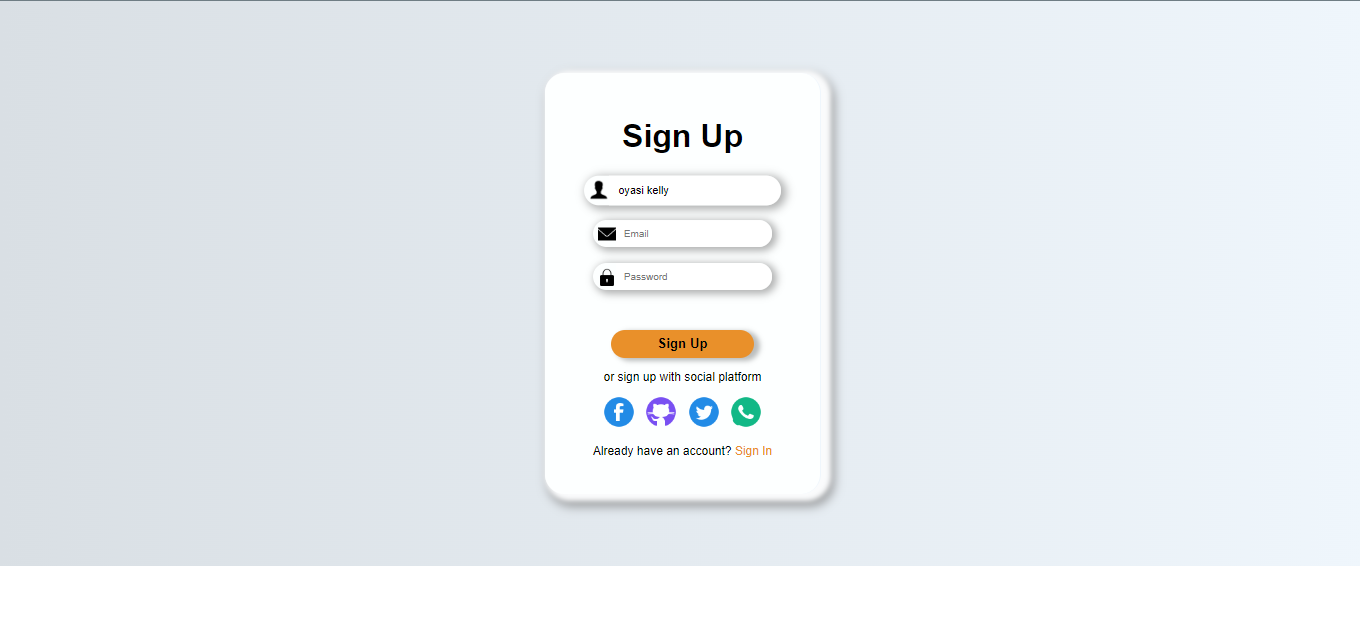 Sign Up
oyasi kelly
Email
Password
Sign Up
or sign up with social platform
Already have an account? Sign In